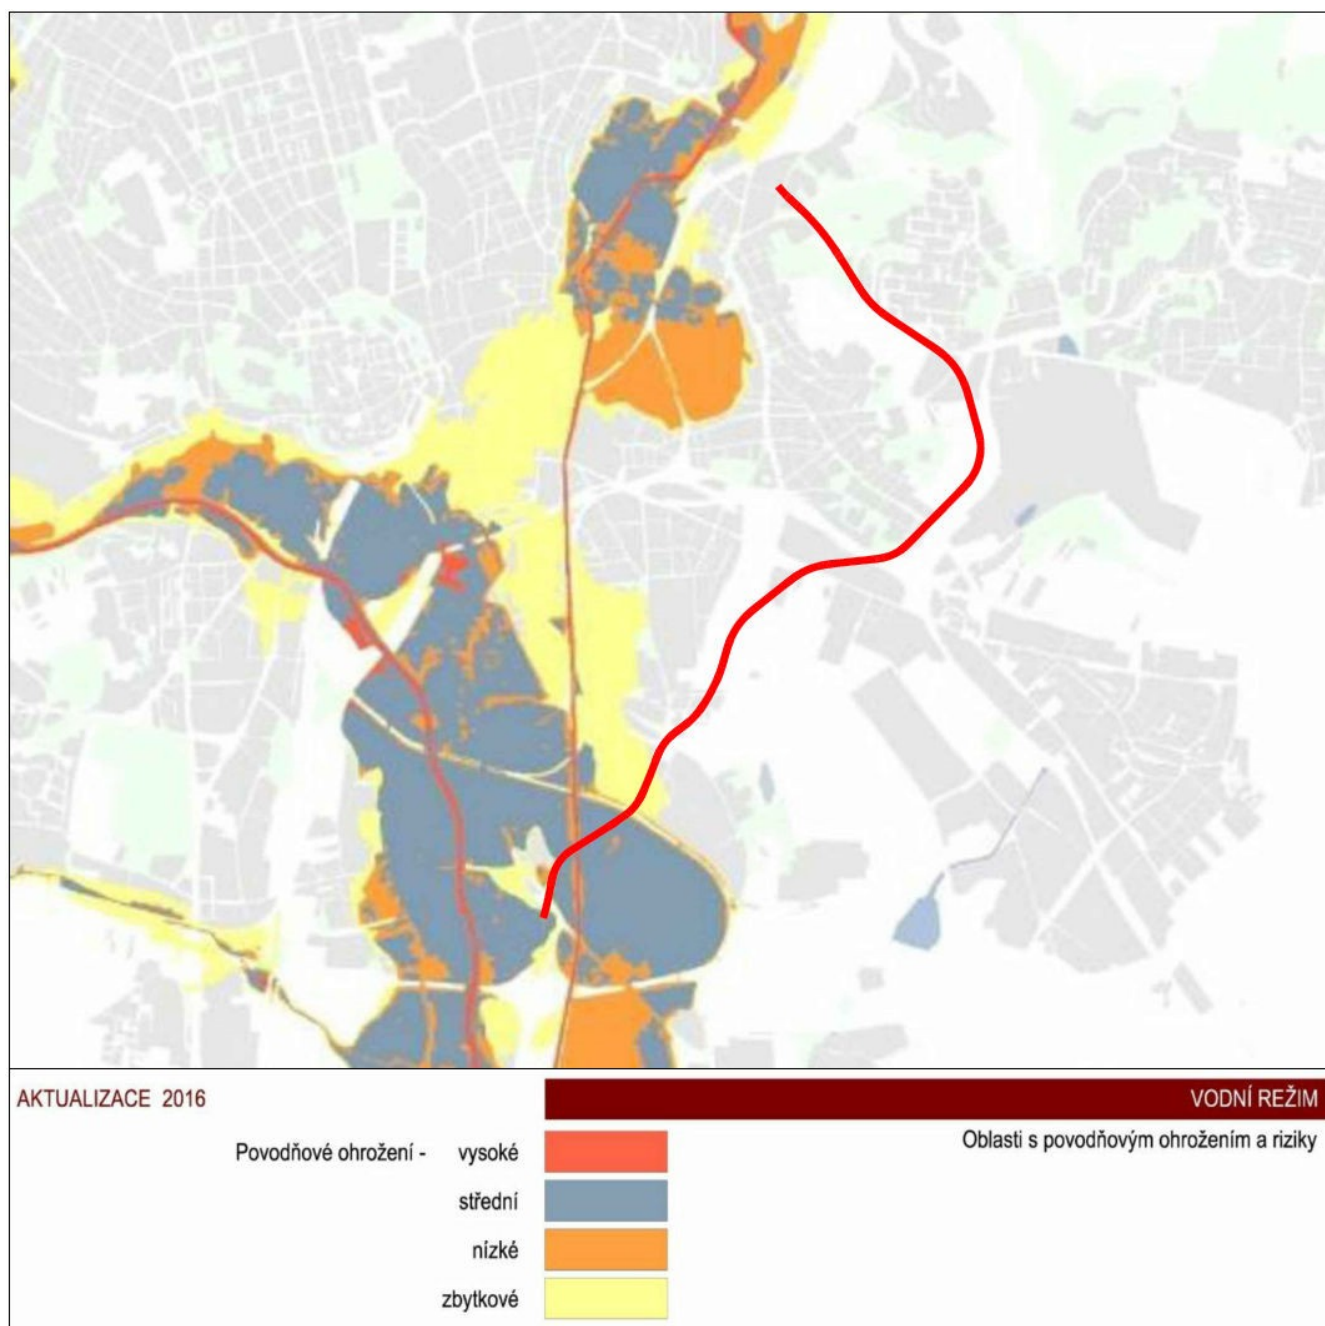 AKTUALIZACE 2016
VODNÍ REŽIM
Oblasti s povodňovým ohrožením a riziky
Povodňové ohrožení - vysoké
střední
nízké
zbytkové